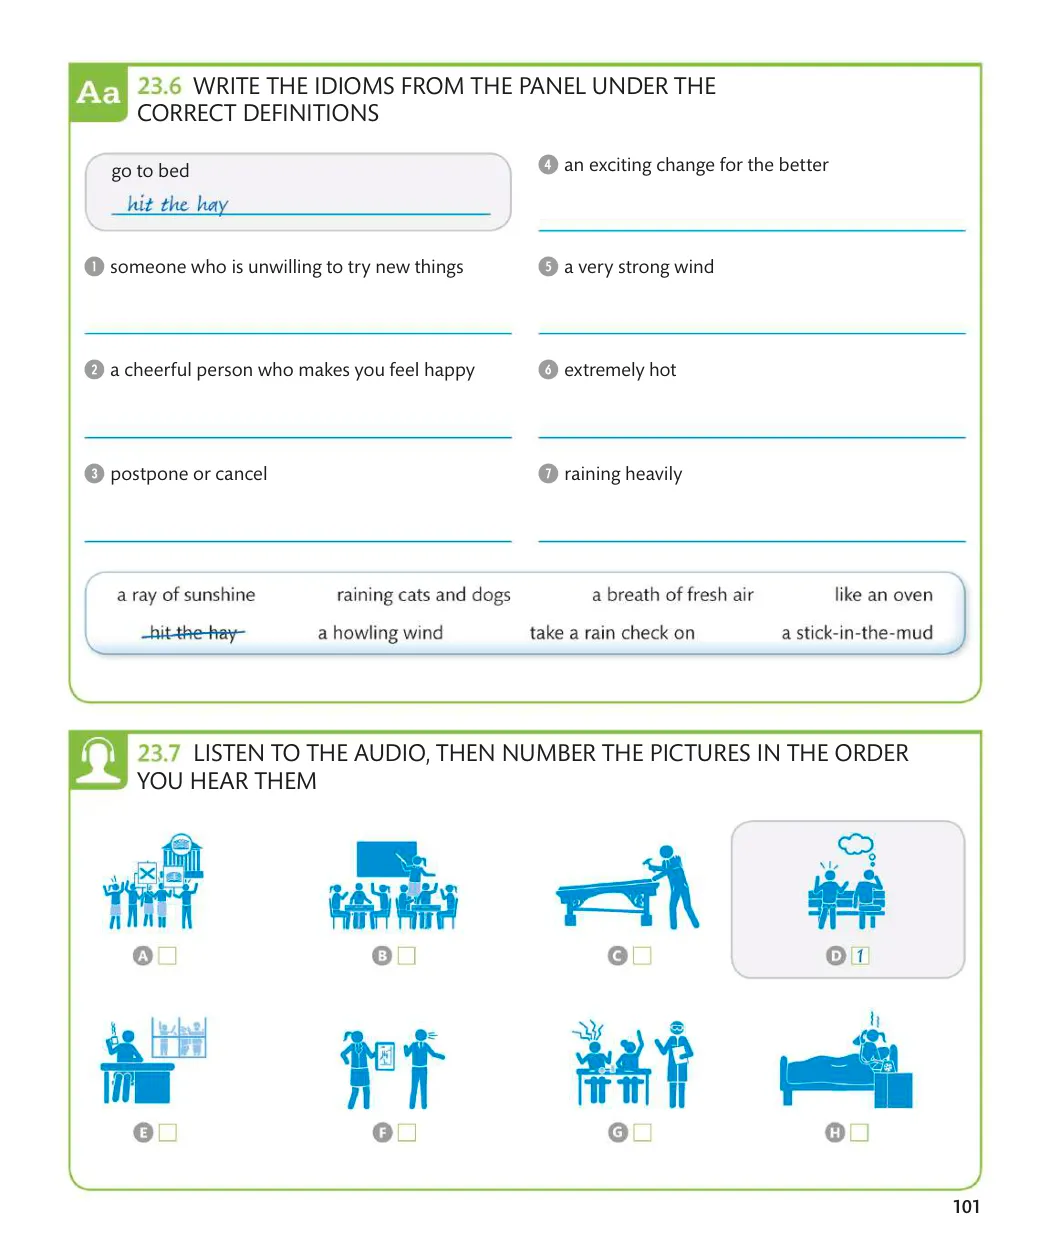 Aa
23.6 WRITE THE IDIOMS FROM THE PANEL UNDER THE
CORRECT DEFINITIONS
go to bed
hit the hay
1 someone who is unwilling to try new things
2 a cheerful person who makes you feel happy
3 postpone or cancel
4 an exciting change for the better
5 a very strong wind
6 extremely hot
7 raining heavily
a ray of sunshine raining cats and dogs a breath of fresh air like an oven
hit the hay a howling wind take a rain check on a stick-in-the-mud
23.7 LISTEN TO THE AUDIO, THEN NUMBER THE PICTURES IN THE ORDER
YOU HEAR THEM
A B C D 1
E F G H
101